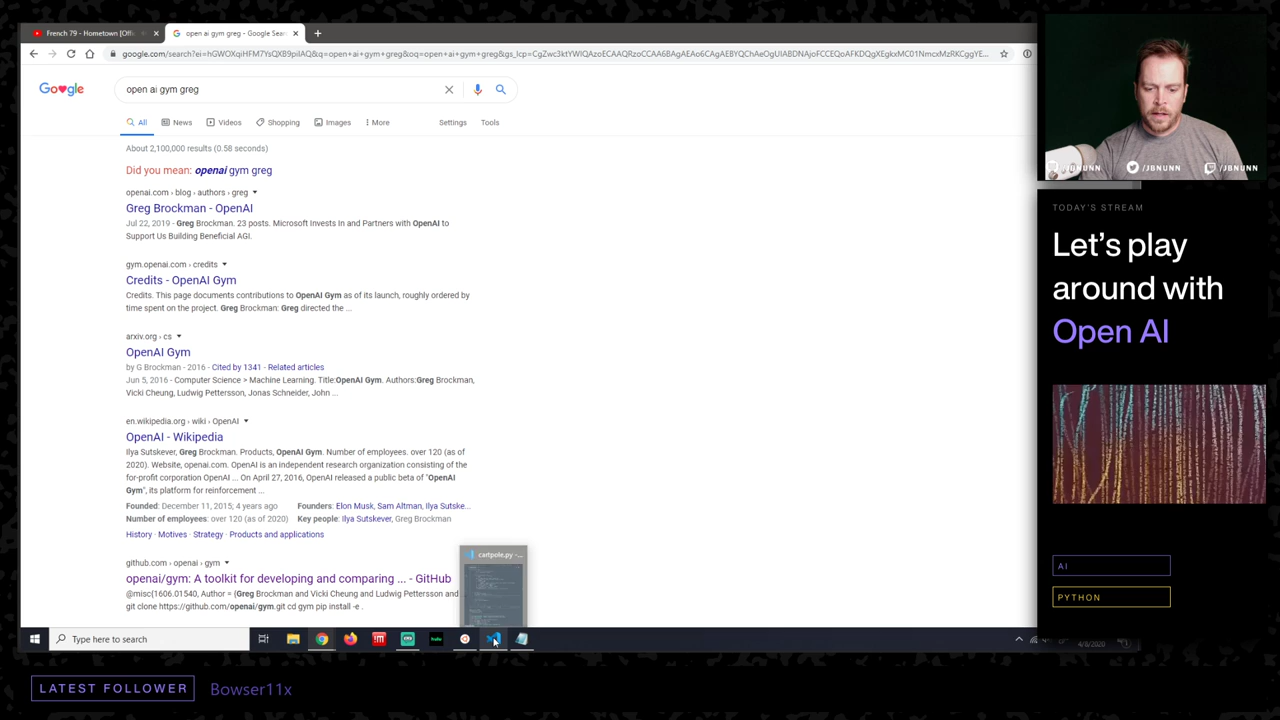 French 79 - Hometown [Offi
open ai gym greg - Google Searc
google.com/search?
Google
open ai gym greg
All
News
Videos
Shopping
Images
More
Settings
Tools
About 2,100,000 results (0.58 seconds)
Did you mean: openai gym greg
openai.com › blog › authors › greg
Greg Brockman - OpenAI
Jul 22, 2019 - Greg Brockman. 23 posts. Microsoft Invests In and Partners with OpenAI to
Support Us Building Beneficial AGI.
gym.openai.com › credits
Credits - OpenAI Gym
Credits. This page documents contributions to OpenAI Gym as of its launch, roughly ordered by
time spent on the project. Greg Brockman: Greg directed the ...
arxiv.org › cs
OpenAI Gym
by G Brockman - 2016 - Cited by 1341 - Related articles
Jun 5, 2016 - Computer Science > Machine Learning. Title:OpenAI Gym. Authors:Greg Brockman,
Vicki Cheung, Ludwig Pettersson, Jonas Schneider, John ...
en.wikipedia.org › wiki › OpenAI
OpenAI - Wikipedia
Ilya Sutskever, Greg Brockman. Products, OpenAI Gym. Number of employees. over 120 (as of
2020). Website, openai.com. OpenAI is an independent research organization consisting of the
for-profit corporation OpenAI ... On April 27, 2016, OpenAI released a public beta of "OpenAI
Gym", its platform for reinforcement ...
Founded: December 11, 2015; 4 years ago
Founders: Elon Musk, Sam Altman, Ilya Sutske...
Number of employees: over 120 (as of 2020)
Key people: Ilya Sutskever, Greg Brockman
History · Motives · Strategy · Products and applications
github.com › openai › gym
openai/gym: A toolkit for developing and comparing ... - GitHub
@misc{1606.01540, Author = {Greg Brockman and Vicki Cheung and Ludwig Pettersson and
git clone https://github.com/openai/gym.git cd gym pip install -e .
cartpole.py -...
Type here to search
hulu
4/8/2020
/JBNUNN
/JBNUNN
/JBNUNN
TODAY'S STREAM
Let's play
around with
Open AI
AI
PYTHON
LATEST FOLLOWER
Bowser11x